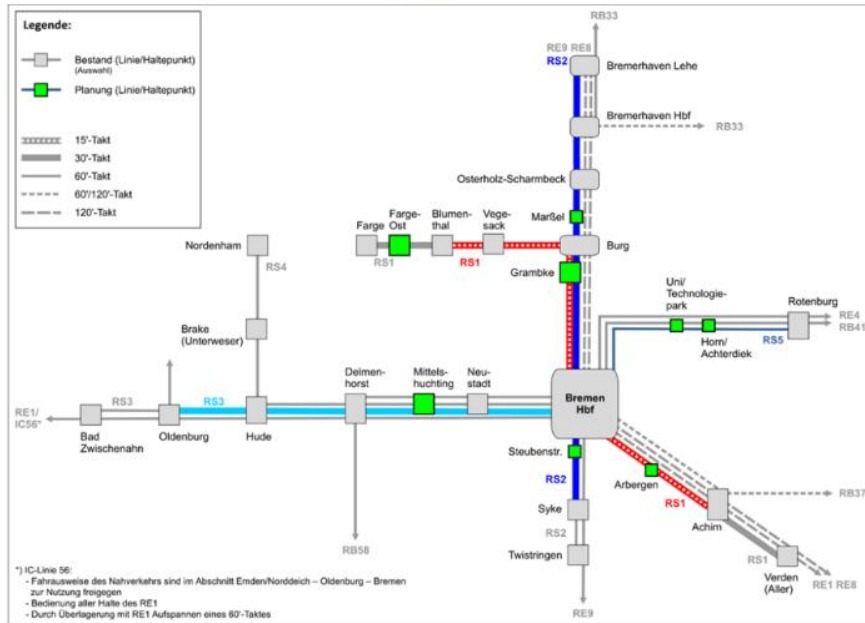 Legende:
Bestand (Linie/Haltepunkt)
(Auswahl)
Planung (Linie/Haltepunkt)
15'-Takt
30'-Takt
60'-Takt
60'/120'-Takt
120'-Takt
RB33
RE9 RE8
RS2
Bremerhaven Lehe
Bremerhaven Hbf
RB33
Osterholz-Scharmbeck
Marßel
Farge
Farge-
Ost
Blumen-
thal
Vege-
sack
Burg
RS1
RS1
Grambke
Nordenham
RS4
Brake
(Unterweser)
Uni/
Technologie-
park
Rotenburg
RE4
RB41
Horn/
Achterdiek
RS5
Delmen-
horst
Mittels-
huchting
Neu-
stadt
Bremen
Hbf
RS3
RS3
RE1/
IC56*
Bad
Zwischenahn
Oldenburg
Hude
Steubenstr.
RS2
Arbergen
RS1
RB37
Achim
Syke
RS2
Twistringen
RS1
Verden
(Aller)
RE1 RE8
RB58
RE9
*) IC-Linie 56:
- Fahrausweise des Nahverkehrs sind im Abschnitt Emden/Norddeich – Oldenburg – Bremen
zur Nutzung freigegen
- Bedienung aller Halte des RE1
- Durch Überlagerung mit RE1 Aufspannen eines 60'-Taktes